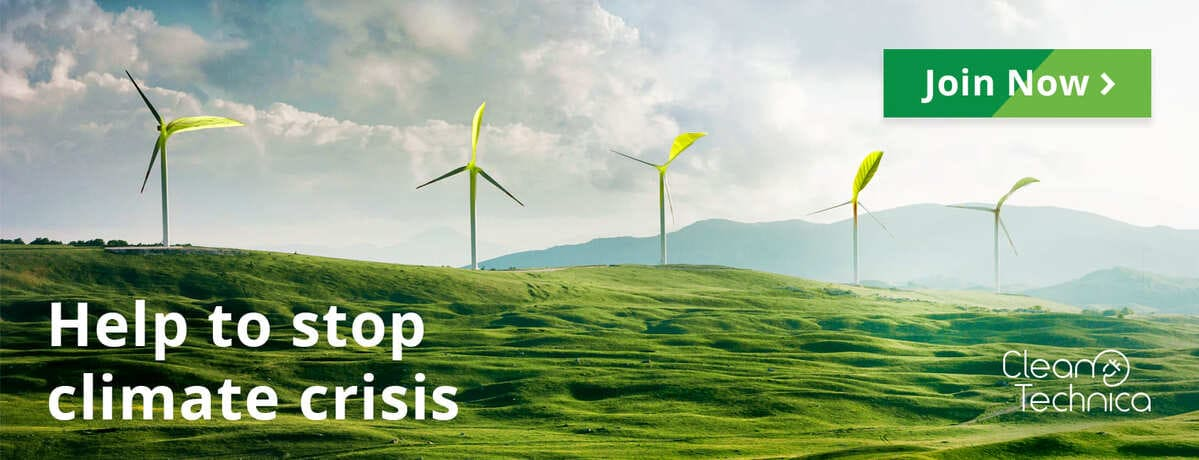 Join Now >
Help to stop
climate crisis
Clean
Technica